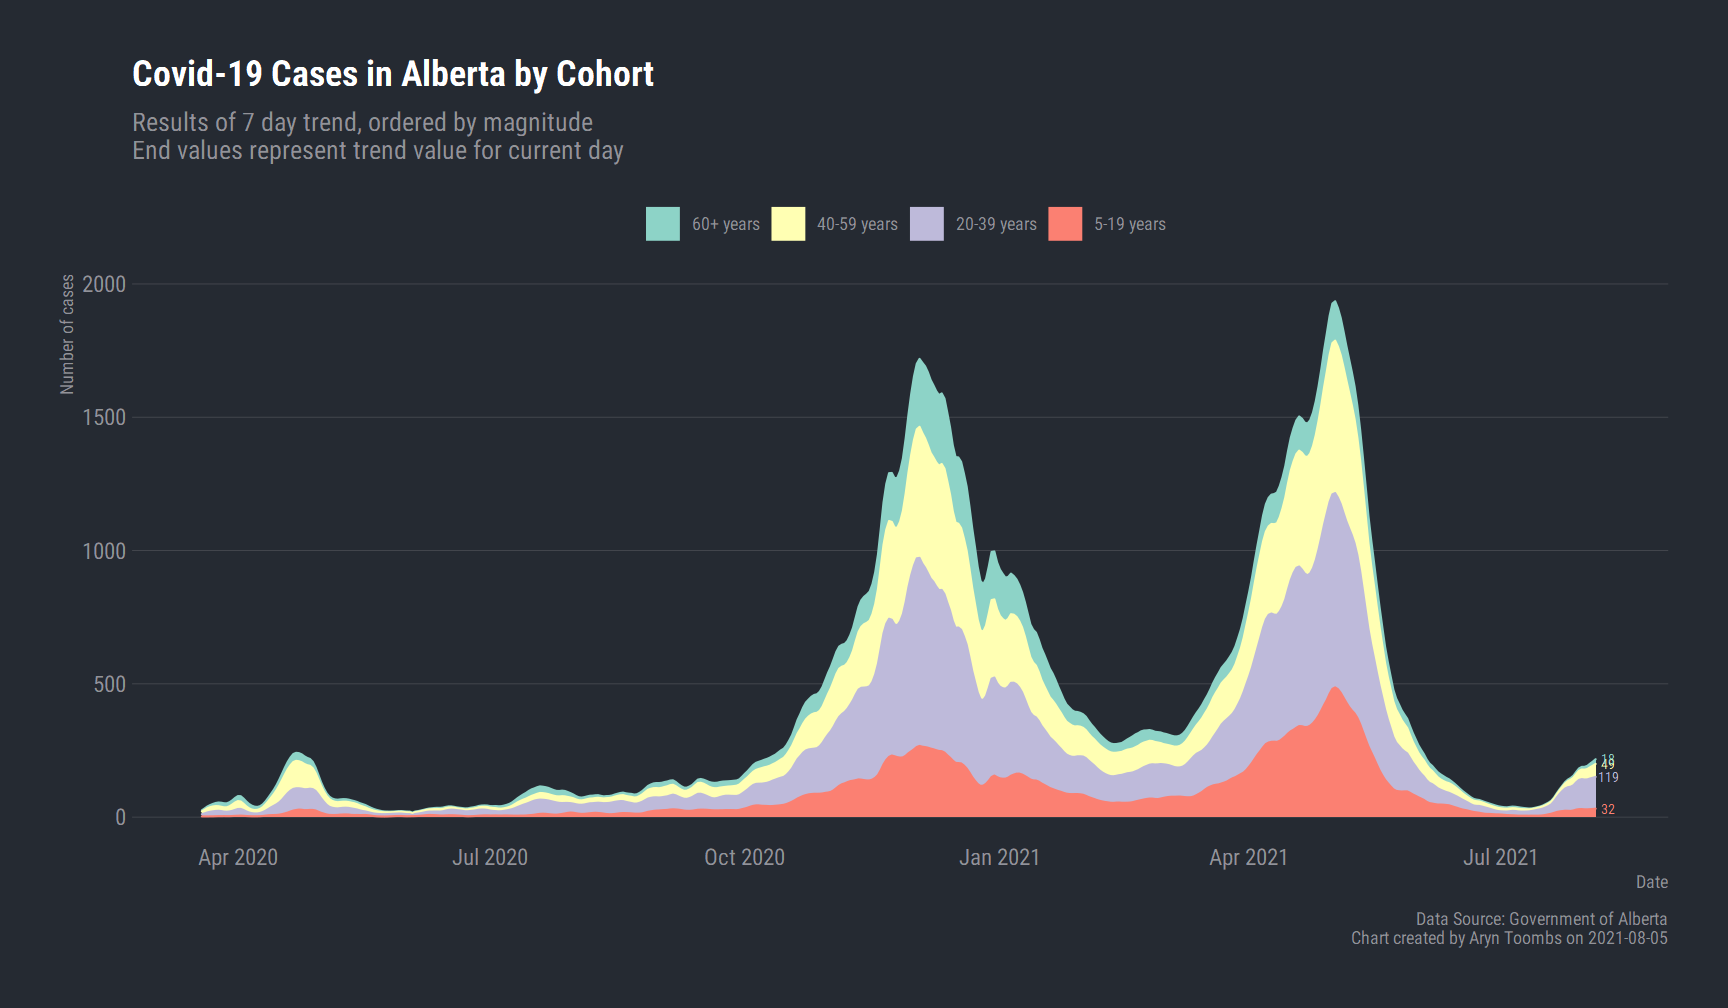 Covid-19 Cases in Alberta by Cohort
Results of 7 day trend, ordered by magnitude
End values represent trend value for current day
60+ years
40-59 years
20-39 years
5-19 years
Number of cases
2000
1500
1000
500
0
18
49
119
32
Apr 2020
Jul 2020
Oct 2020
Jan 2021
Apr 2021
Jul 2021
Date
Data Source: Government of Alberta
Chart created by Aryn Toombs on 2021-08-05